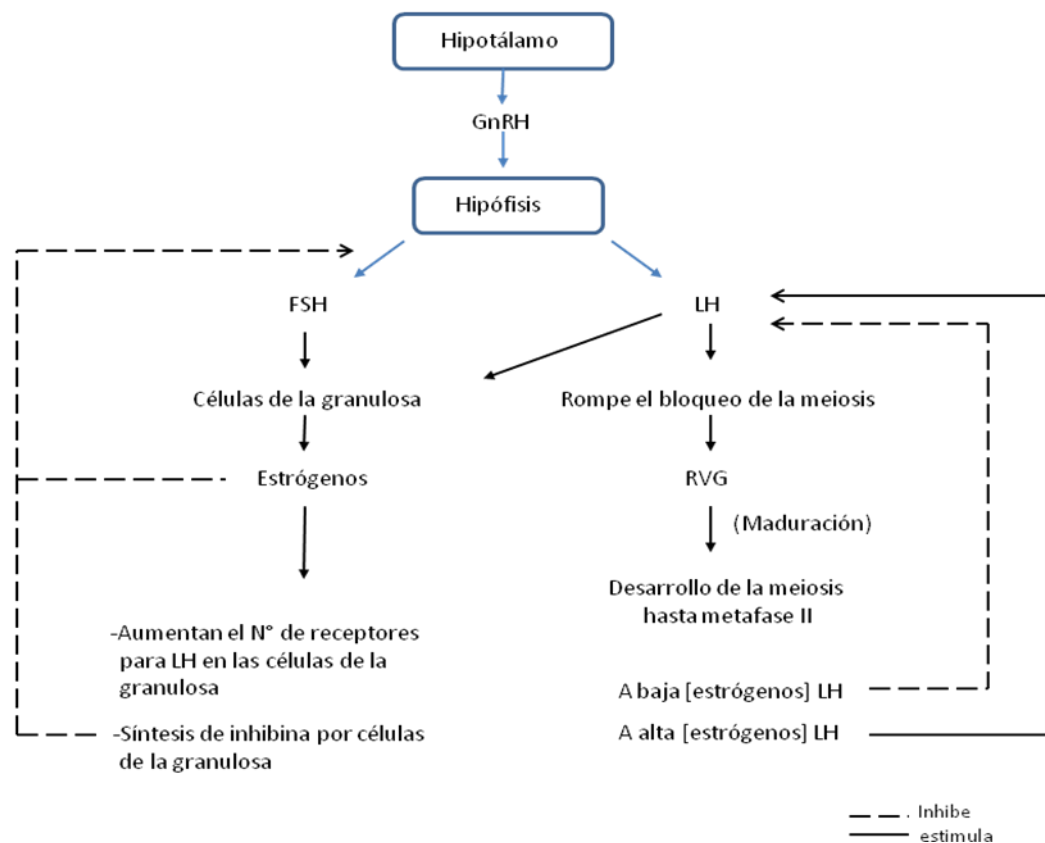 Hipotálamo
GnRH
Hipófisis
FSH
LH
Células de la granulosa
Rompe el bloqueo de la meiosis
Estrógenos
RVG
(Maduración)
Desarrollo de la meiosis
hasta metafase II
-Aumentan el N° de receptores
para LH en las células de la
granulosa
A baja [estrógenos] LH
-Síntesis de inhibina por células
de la granulosa
A alta [estrógenos] LH
Inhibe
estimula